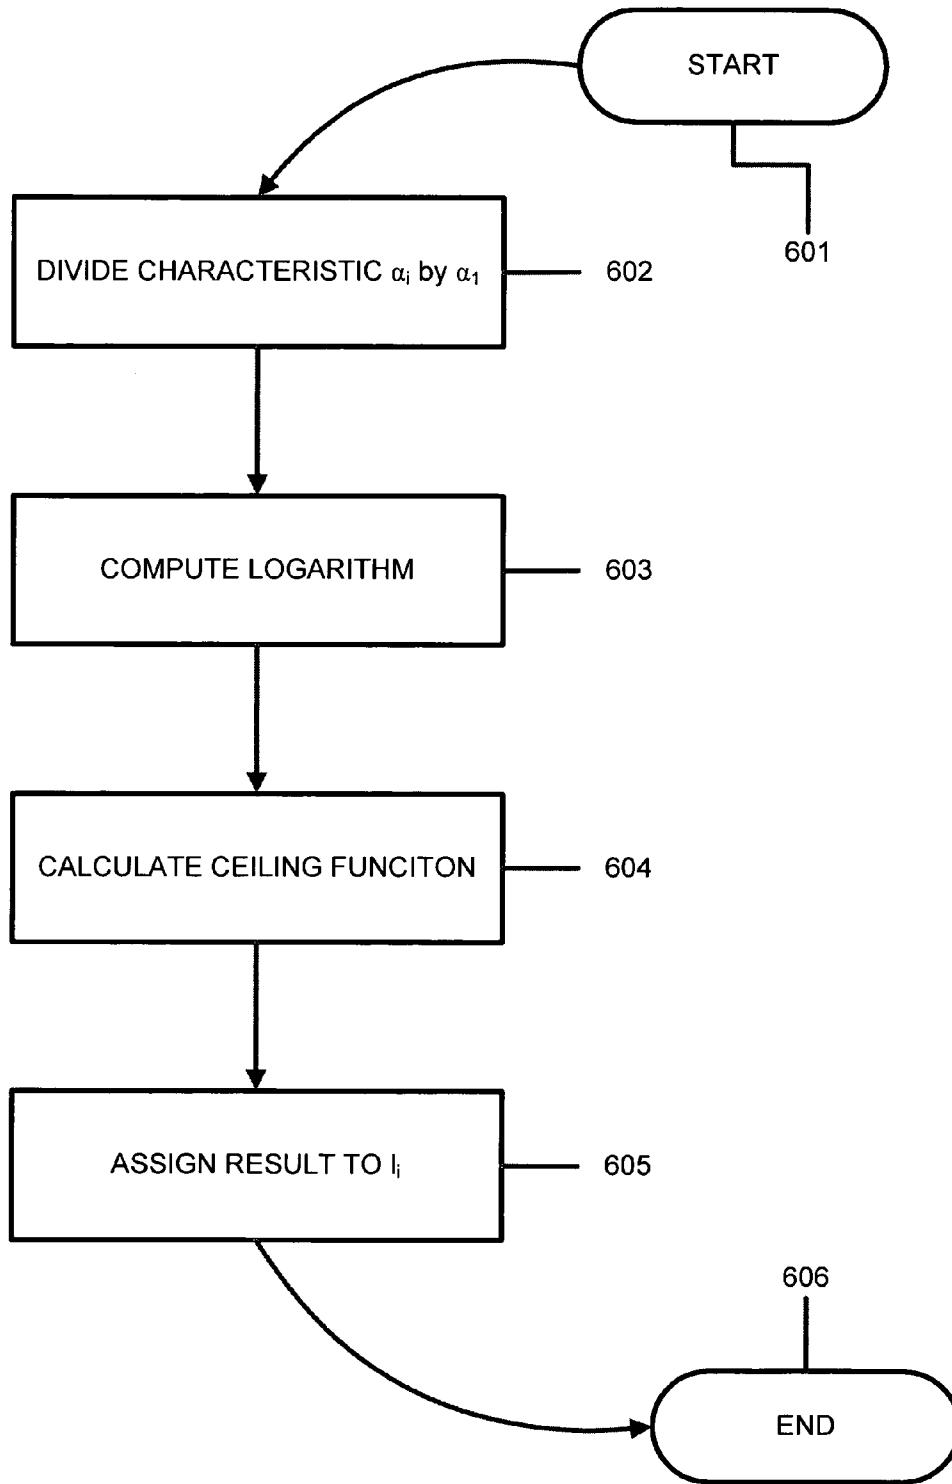 START
601
DIVIDE CHARACTERISTIC αᵢ by α₁
602
COMPUTE LOGARITHM
603
CALCULATE CEILING FUNCITON
604
ASSIGN RESULT TO lᵢ
605
606
END